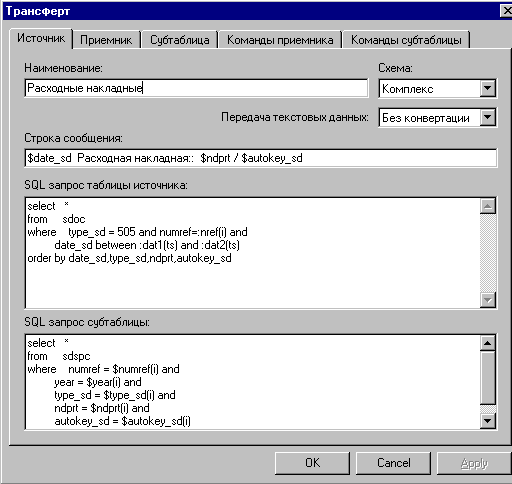 Трансферт
Источник Приемник Субтаблица Команды приемника Команды субтаблицы
Наименование: Схема:
Расходные накладные Комплекс
Передача текстовых данных: Без конвертации
Строка сообщения:
$date_sd Расходная накладная:: $ndprt / $autokey_sd
SQL запрос таблицы источника:
select *
from sdoc
where type_sd = 505 and numref=:nref(i) and
date_sd between :dat1(ts) and :dat2(ts)
order by date_sd,type_sd,ndprt,autokey_sd
SQL запрос субтаблицы:
select *
from sdspc
where numref = $numref(i) and
year = $year(i) and
type_sd = $type_sd(i) and
ndprt = $ndprt(i) and
autokey_sd = $autokey_sd(i)
OK Cancel Apply